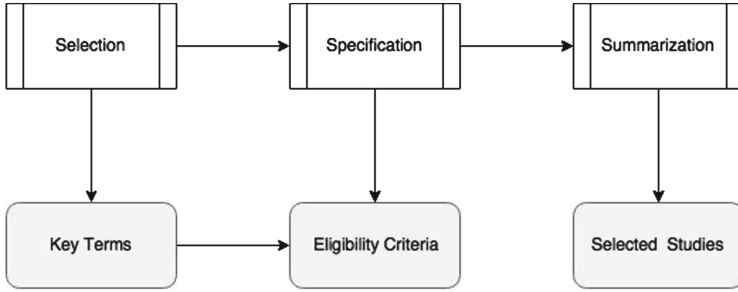 Selection
Specification
Summarization
Key Terms
Eligibility Criteria
Selected Studies